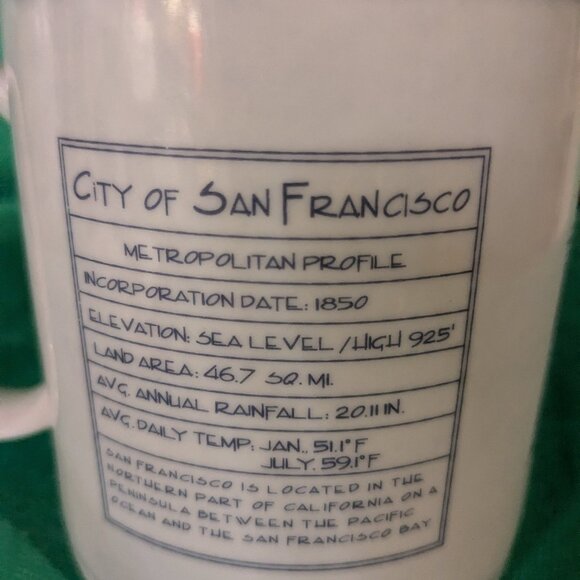 CiTY OF SAN FRANCISCO
METROPOLITAN PROFILE
INCORPORATION DATE: 1850
ELEVATION: SEA LEVEL / HIGH 925'
LAND AREA: 46.7 SQ. MI.
AVG. ANNUAL RAINFALL: 20.11 IN.
AVG. DAILY TEMP: JAN., 51.1° F
JULY, 59.1° F
SAN FRANCISCO IS LOCATED IN THE
NORTHERN PART OF CALIFORNIA ON A
PENINSULA BETWEEN THE PACIFIC
OCEAN AND THE SAN FRANCISCO BAY